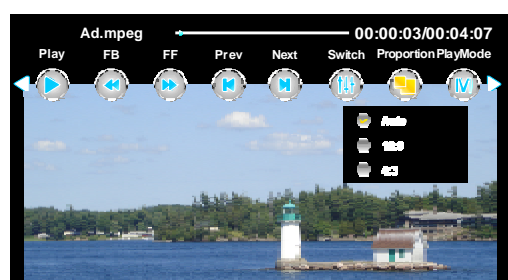 Ad.mpeg 00:00:03/00:04:07
Play FB FF Prev Next Switch Proportion PlayMode
Auto
16:9
4:3